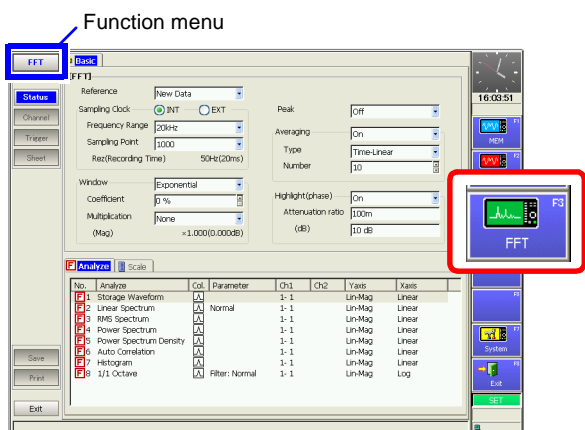 Function menu
FFT
Basic
[FFT]
Status
Channel
Trigger
Sheet
Save
Print
Exit
Reference New Data
Sampling Clock INT EXT
Frequency Range 20kHz
Sampling Point 1000
Rez(Recording Time) 50Hz(20ms)
Window Exponential
Coefficient 0 %
Multiplication None
(Mag) ×1.000(0.000dB)
Peak Off
Averaging On
Type Time-Linear
Number 10
Highlight(phase) On
Attenuation ratio 100m
(dB) 10 dB
F Analyze Scale
No. Analyze Col. Parameter Ch1 Ch2 Yaxis Xaxis
F 1 Storage Waveform 1- 1 Lin-Mag Linear
F 2 Linear Spectrum Normal 1- 1 Lin-Mag Linear
F 3 RMS Spectrum 1- 1 Lin-Mag Linear
F 4 Power Spectrum 1- 1 Lin-Mag Linear
F 5 Power Spectrum Density 1- 1 Lin-Mag Linear
F 6 Auto Correlation 1- 1 Lin-Mag Linear
F 7 Histogram 1- 1 Lin-Mag Linear
F 8 1/1 Octave Filter: Normal 1- 1 Lin-Mag Log
16:03:51
F1
MEM
F3
FFT
System
Exit
SET